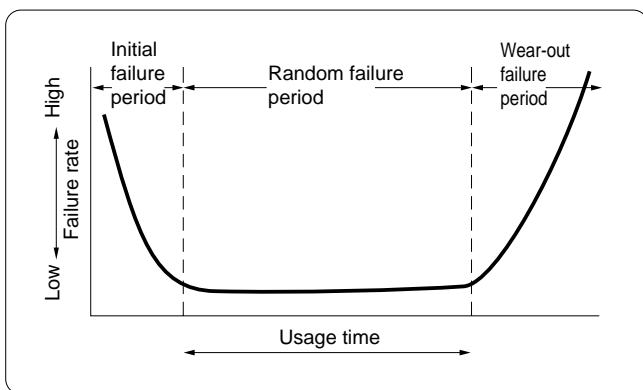 Initial
failure
period
Random failure
period
Wear-out
failure
period
High
Failure rate
Low
Usage time